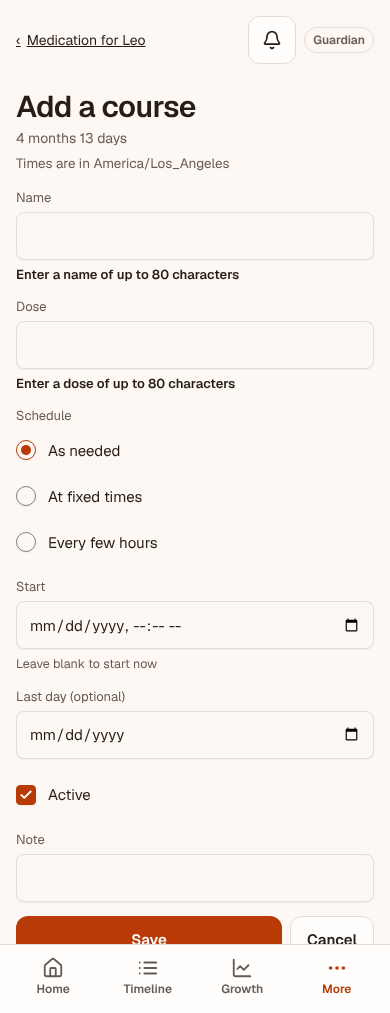 ‹ Medication for Leo
Guardian
Add a course
4 months 13 days
Times are in America/Los_Angeles
Name
Enter a name of up to 80 characters
Dose
Enter a dose of up to 80 characters
Schedule
As needed
At fixed times
Every few hours
Start
mm/dd/yyyy, --:-- --
Leave blank to start now
Last day (optional)
mm/dd/yyyy
Active
Note
Save
Cancel
Home
Timeline
Growth
More